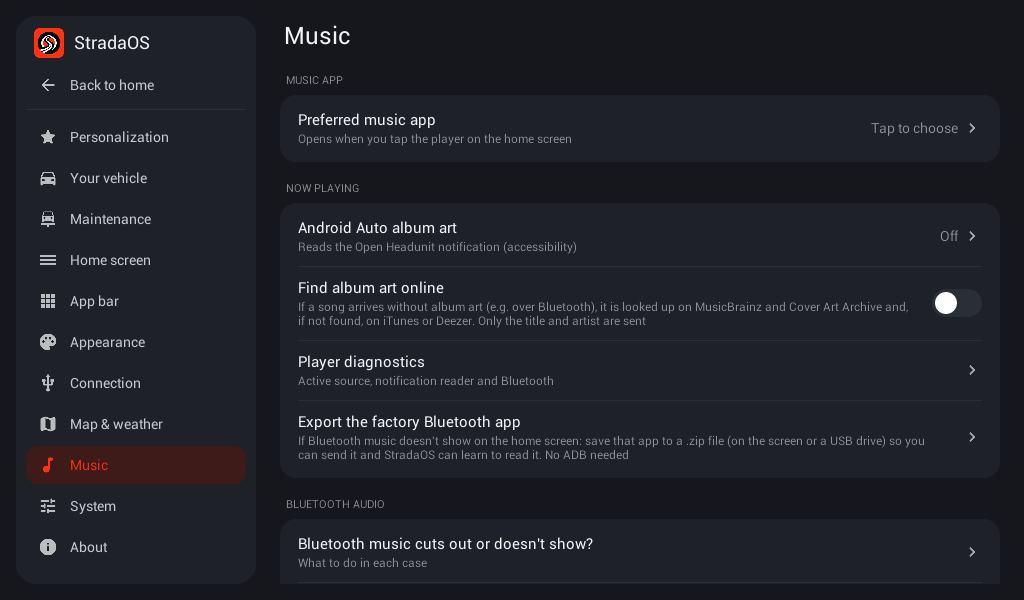 StradaOS
Back to home
Personalization
Your vehicle
Maintenance
Home screen
App bar
Appearance
Connection
Map & weather
Music
System
About
Music
MUSIC APP
Preferred music app
Opens when you tap the player on the home screen
Tap to choose
NOW PLAYING
Android Auto album art
Reads the Open Headunit notification (accessibility)
Off
Find album art online
If a song arrives without album art (e.g. over Bluetooth), it is looked up on MusicBrainz and Cover Art Archive and,
if not found, on iTunes or Deezer. Only the title and artist are sent
Player diagnostics
Active source, notification reader and Bluetooth
Export the factory Bluetooth app
If Bluetooth music doesn't show on the home screen: save that app to a .zip file (on the screen or a USB drive) so you
can send it and StradaOS can learn to read it. No ADB needed
BLUETOOTH AUDIO
Bluetooth music cuts out or doesn't show?
What to do in each case